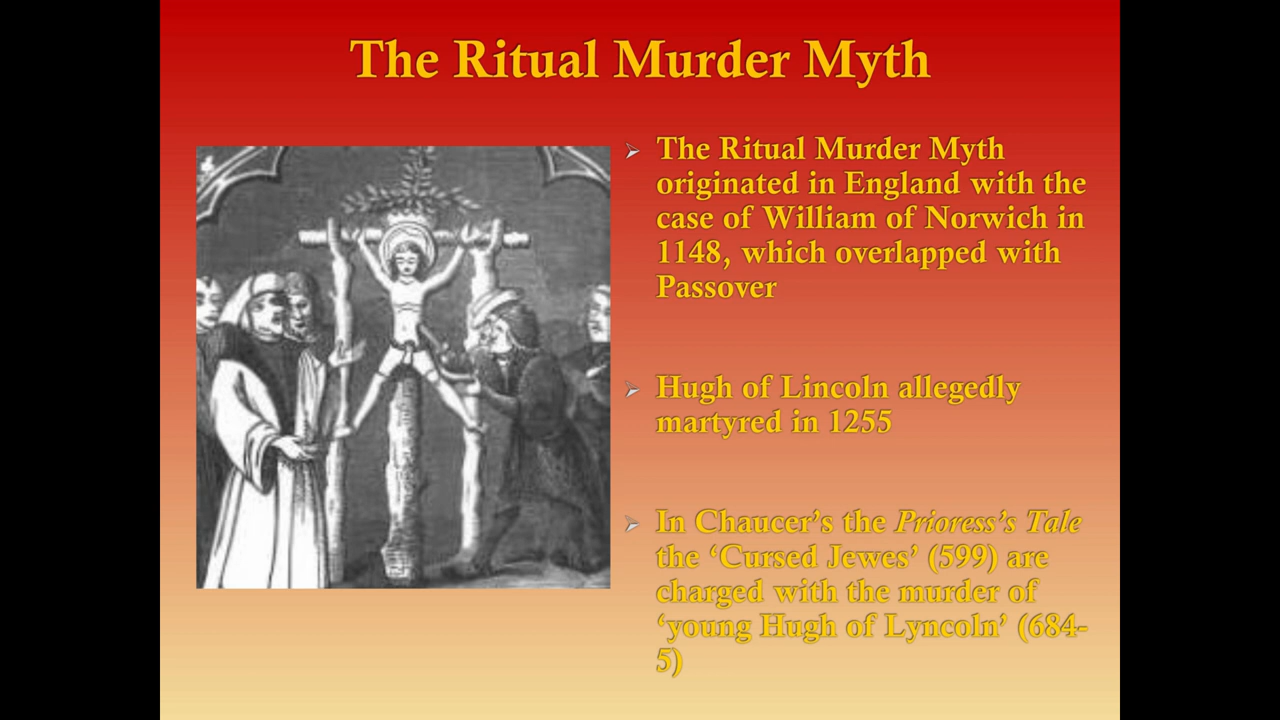 The Ritual Murder Myth
The Ritual Murder Myth
originated in England with the
case of William of Norwich in
1148, which overlapped with
Passover
Hugh of Lincoln allegedly
martyred in 1255
In Chaucer’s the Prioress’s Tale
the ‘Cursed Jewes’ (599) are
charged with the murder of
‘young Hugh of Lyncoln’ (684-
5)